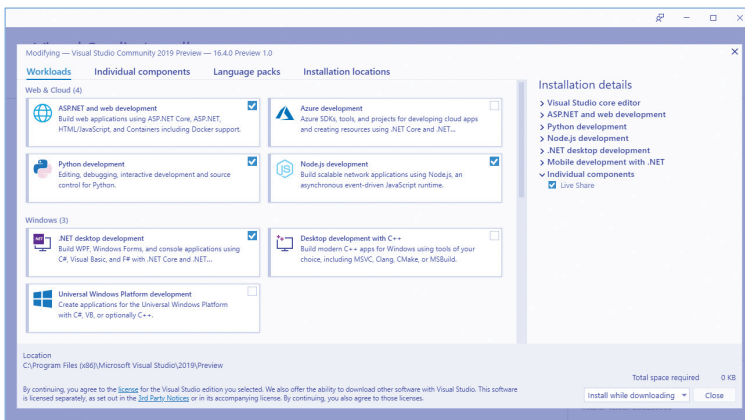 Modifying — Visual Studio Community 2019 Preview — 16.4.0 Preview 1.0
Workloads Individual components Language packs Installation locations
Web & Cloud (4)
ASP.NET and web development
Build web applications using ASP.NET Core, ASP.NET,
HTML/JavaScript, and Containers including Docker support.
Azure development
Azure SDKs, tools, and projects for developing cloud apps
and creating resources using .NET Core and .NET...
Python development
Editing, debugging, interactive development and source
control for Python.
Node.js development
Build scalable network applications using Node.js, an
asynchronous event-driven JavaScript runtime.
Windows (3)
.NET desktop development
Build WPF, Windows Forms, and console applications using
C#, Visual Basic, and F# with .NET Core and .NET...
Desktop development with C++
Build modern C++ apps for Windows using tools of your
choice, including MSVC, Clang, CMake, or MSBuild.
Universal Windows Platform development
Create applications for the Universal Windows Platform
with C#, VB, or optionally C++.
Installation details
Visual Studio core editor
ASP.NET and web development
Python development
Node.js development
.NET desktop development
Mobile development with .NET
Individual components
Live Share
Location
C:\Program Files (x86)\Microsoft Visual Studio\2019\Preview
Total space required 0 KB
By continuing, you agree to the license for the Visual Studio edition you selected. We also offer the ability to download other software with Visual Studio. This software
is licensed separately, as set out in the 3rd Party Notices or in its accompanying license. By continuing, you also agree to those licenses.
Install while downloading Close